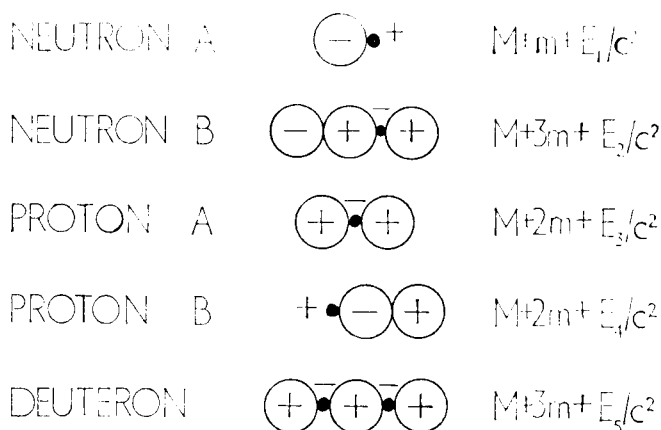 NEUTRON A − + M+m+E₁/c²
NEUTRON B − + − + M+3m+E₂/c²
PROTON A + − + M+2m+E₃/c²
PROTON B + − + M+2m+E₄/c²
DEUTERON + − + − + M+3m+E₅/c²